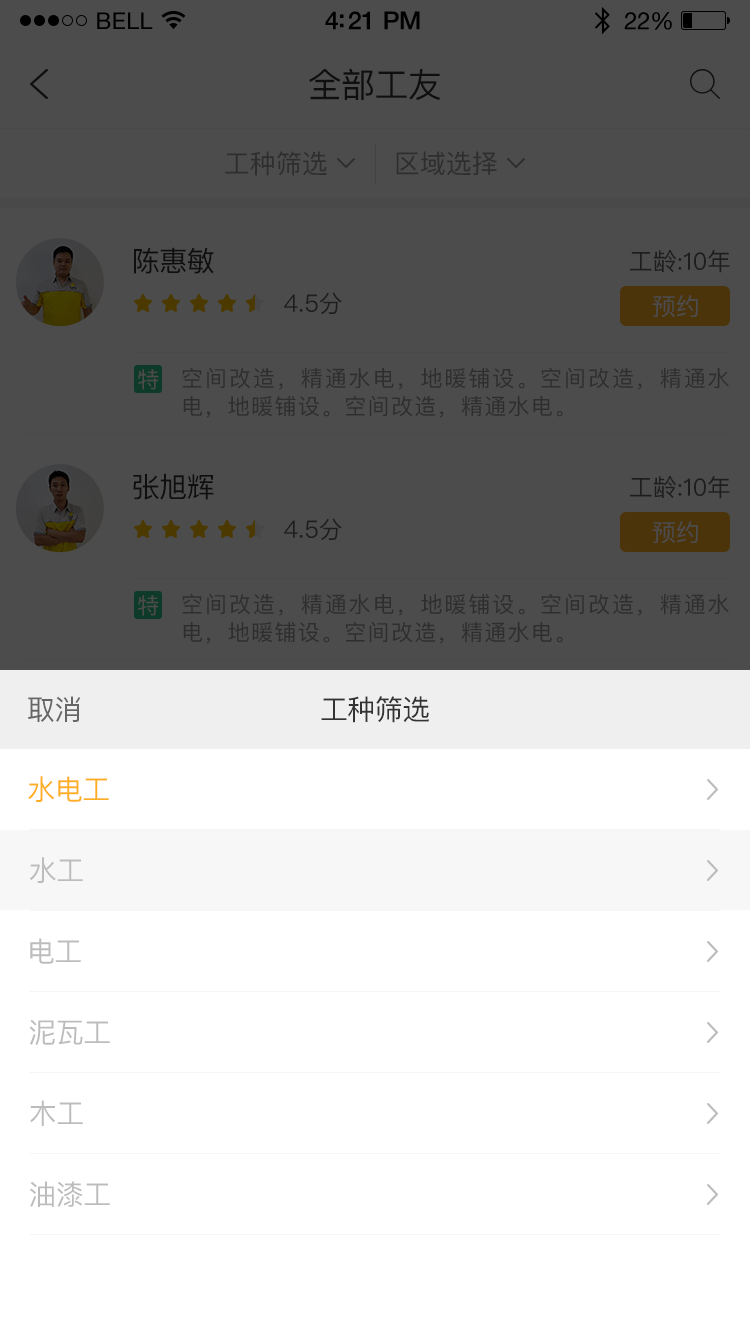 BELL 4:21 PM 22%
全部工友
工种筛选 区域选择
陈惠敏 工龄:10年
4.5分 预约
特 空间改造，精通水电，地暖铺设。空间改造，精通水
电，地暖铺设。空间改造，精通水电。
张旭辉 工龄:10年
4.5分 预约
特 空间改造，精通水电，地暖铺设。空间改造，精通水
电，地暖铺设。空间改造，精通水电。
取消 工种筛选
水电工
水工
电工
泥瓦工
木工
油漆工